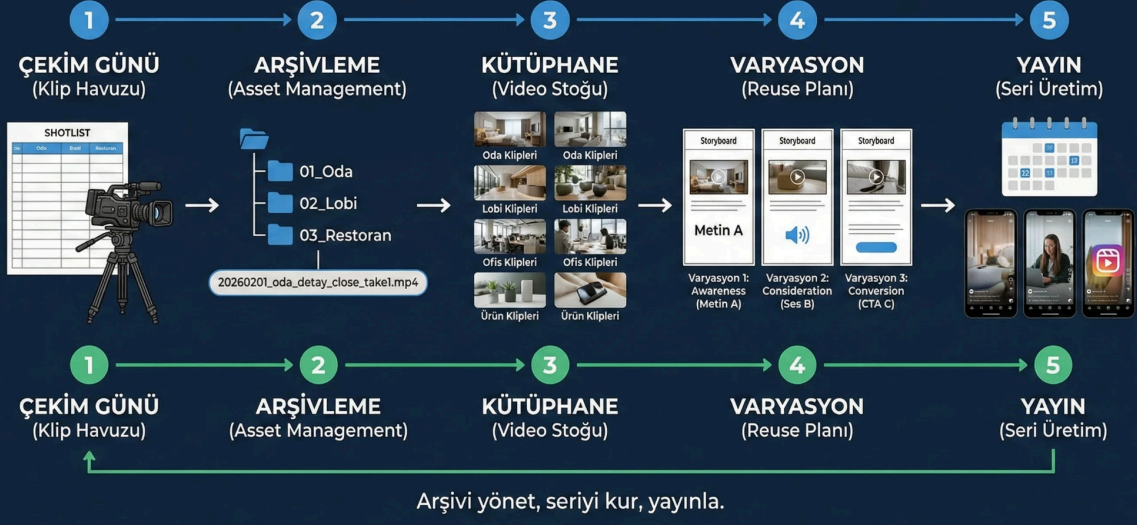 1 2 3 4 5
ÇEKİM GÜNÜ
(Klip Havuzu)
ARŞİVLEME
(Asset Management)
KÜTÜPHANE
(Video Stoğu)
VARYASYON
(Reuse Planı)
YAYIN
(Seri Üretim)
SHOTLIST
Oda
Restoran
01_Oda
02_Lobi
03_Restoran
20260201_oda_detay_close_take1.mp4
Oda Klipleri
Oda Klipleri
Lobi Klipleri
Lobi Klipleri
Ofis Klipleri
Ofis Klipleri
Ürün Klipleri
Ürün Klipleri
Storyboard
Metin A
Varyasyon 1:
Awareness
(Metin A)
Storyboard
Varyasyon 2:
Consideration
(Ses B)
Storyboard
Varyasyon 3:
Conversion
(CTA C)
22
1 2 3 4 5
ÇEKİM GÜNÜ
(Klip Havuzu)
ARŞİVLEME
(Asset Management)
KÜTÜPHANE
(Video Stoğu)
VARYASYON
(Reuse Planı)
YAYIN
(Seri Üretim)
Arşivi yönet, seriyi kur, yayınla.